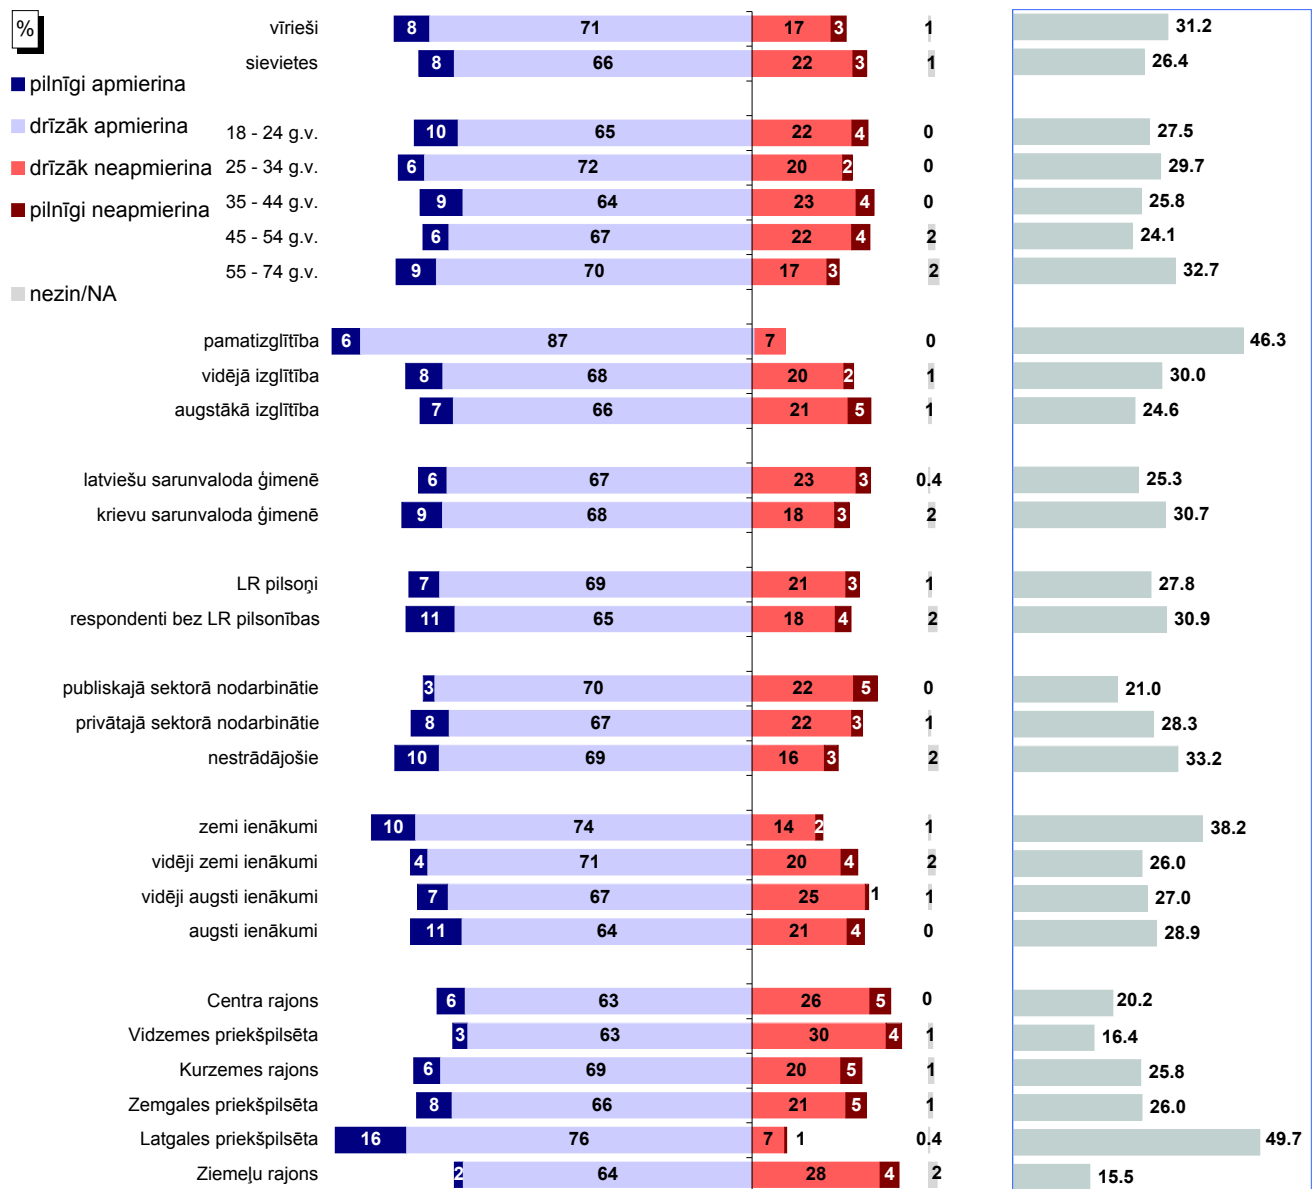 %
pilnīgi apmierina
drīzāk apmierina
drīzāk neapmierina
pilnīgi neapmierina
nezin/NA
vīrieši 8 71 17 3 1 31.2
sievietes 8 66 22 3 1 26.4
18 - 24 g.v. 10 65 22 4 0 27.5
25 - 34 g.v. 6 72 20 2 0 29.7
35 - 44 g.v. 9 64 23 4 0 25.8
45 - 54 g.v. 6 67 22 4 2 24.1
55 - 74 g.v. 9 70 17 3 2 32.7
pamatizglītība 6 87 7 0 46.3
vidējā izglītība 8 68 20 2 1 30.0
augstākā izglītība 7 66 21 5 1 24.6
latviešu sarunvaloda ģimenē 6 67 23 3 0.4 25.3
krievu sarunvaloda ģimenē 9 68 18 3 2 30.7
LR pilsoņi 7 69 21 3 1 27.8
respondenti bez LR pilsonības 11 65 18 4 2 30.9
publiskajā sektorā nodarbinātie 3 70 22 5 0 21.0
privātajā sektorā nodarbinātie 8 67 22 3 1 28.3
nestrādājošie 10 69 16 3 2 33.2
zemi ienākumi 10 74 14 2 1 38.2
vidēji zemi ienākumi 4 71 20 4 2 26.0
vidēji augsti ienākumi 7 67 25 1 1 27.0
augsti ienākumi 11 64 21 4 0 28.9
Centra rajons 6 63 26 5 0 20.2
Vidzemes priekšpilsēta 3 63 30 4 1 16.4
Kurzemes rajons 6 69 20 5 1 25.8
Zemgales priekšpilsēta 8 66 21 5 1 26.0
Latgales priekšpilsēta 16 76 7 1 0.4 49.7
Ziemeļu rajons 2 64 28 4 2 15.5